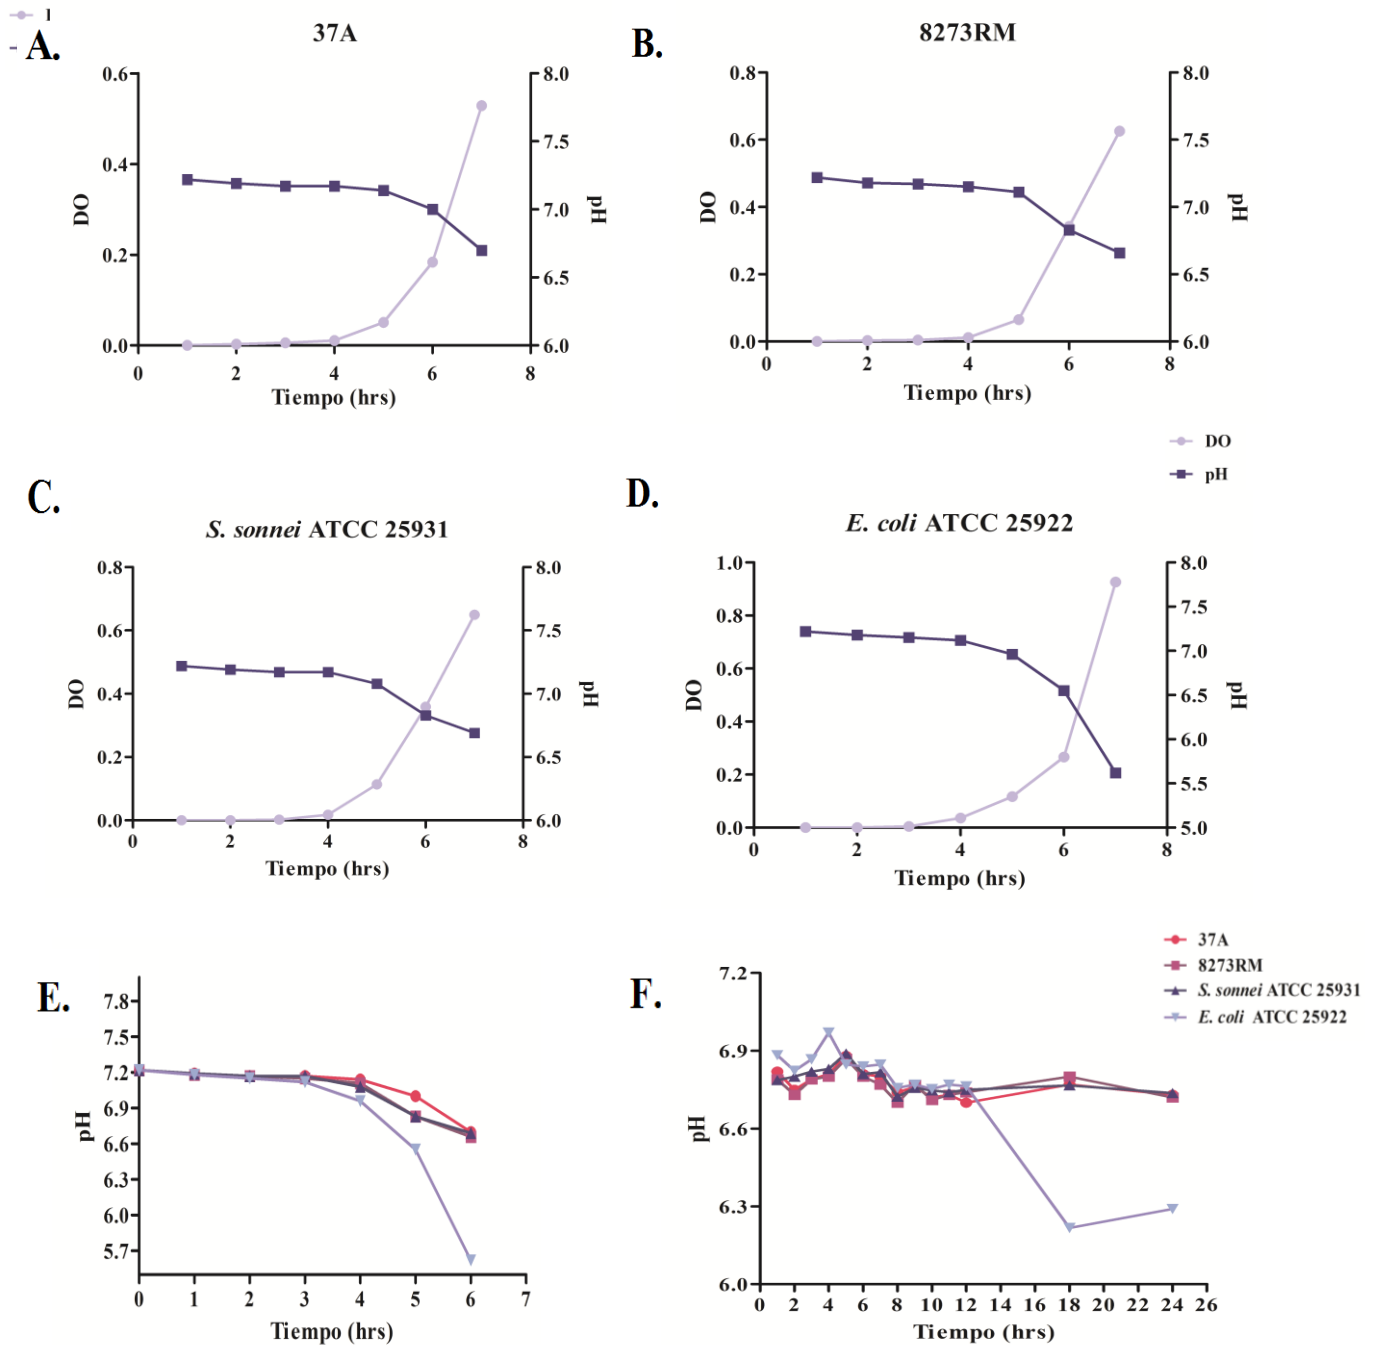 A.
37A
0.6
0.4
0.2
0.0
8.0
7.5
7.0
6.5
6.0
DO
pH
0 2 4 6 8
Tiempo (hrs)
B.
8273RM
0.8
0.6
0.4
0.2
0.0
8.0
7.5
7.0
6.5
6.0
DO
pH
0 2 4 6 8
Tiempo (hrs)
DO
pH
C.
S. sonnei ATCC 25931
0.8
0.6
0.4
0.2
0.0
8.0
7.5
7.0
6.5
6.0
DO
pH
0 2 4 6 8
Tiempo (hrs)
D.
E. coli ATCC 25922
1.0
0.8
0.6
0.4
0.2
0.0
8.0
7.5
7.0
6.5
6.0
5.5
5.0
DO
pH
0 2 4 6 8
Tiempo (hrs)
E.
7.8
7.5
7.2
6.9
6.6
6.3
6.0
5.7
pH
0 1 2 3 4 5 6 7
Tiempo (hrs)
37A
8273RM
S. sonnei ATCC 25931
E. coli ATCC 25922
F.
7.2
6.9
6.6
6.3
6.0
pH
0 2 4 6 8 10 12 14 16 18 20 22 24 26
Tiempo (hrs)